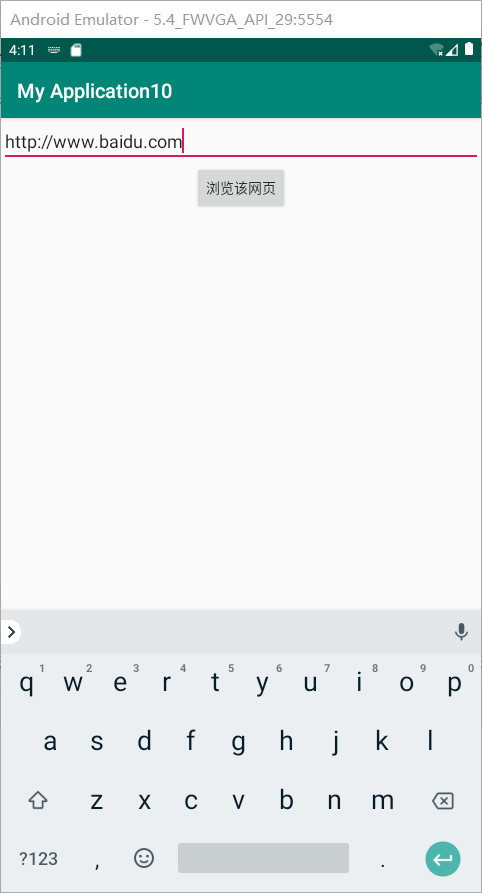 Android Emulator - 5.4_FWVGA_API_29:5554
4:11
My Application10
http://www.baidu.com
浏览该网页
1 2 3 4 5 6 7 8 9 0
q w e r t y u i o p
a s d f g h j k l
z x c v b n m
?123 , .